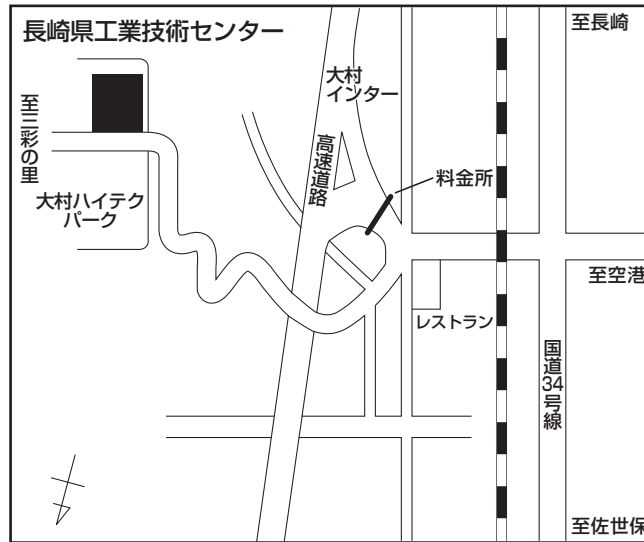 長崎県工業技術センター
至長崎
大村
インター
至三彩の里
高速道路
料金所
大村ハイテク
パーク
至空港
レストラン
国道34号線
至佐世保